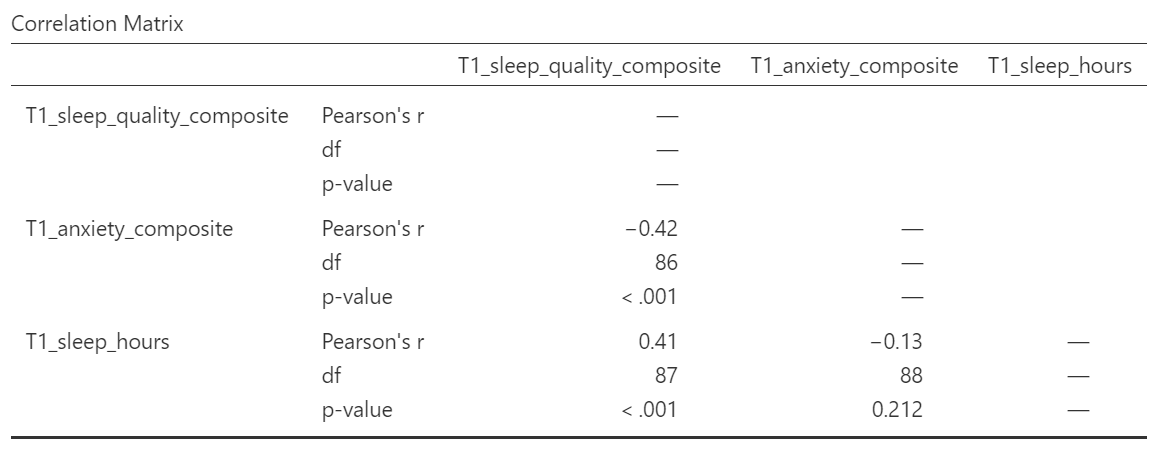 Correlation Matrix
T1_sleep_quality_composite T1_anxiety_composite T1_sleep_hours
T1_sleep_quality_composite Pearson's r —
df —
p-value —
T1_anxiety_composite Pearson's r −0.42 —
df 86 —
p-value < .001 —
T1_sleep_hours Pearson's r 0.41 −0.13 —
df 87 88 —
p-value < .001 0.212 —